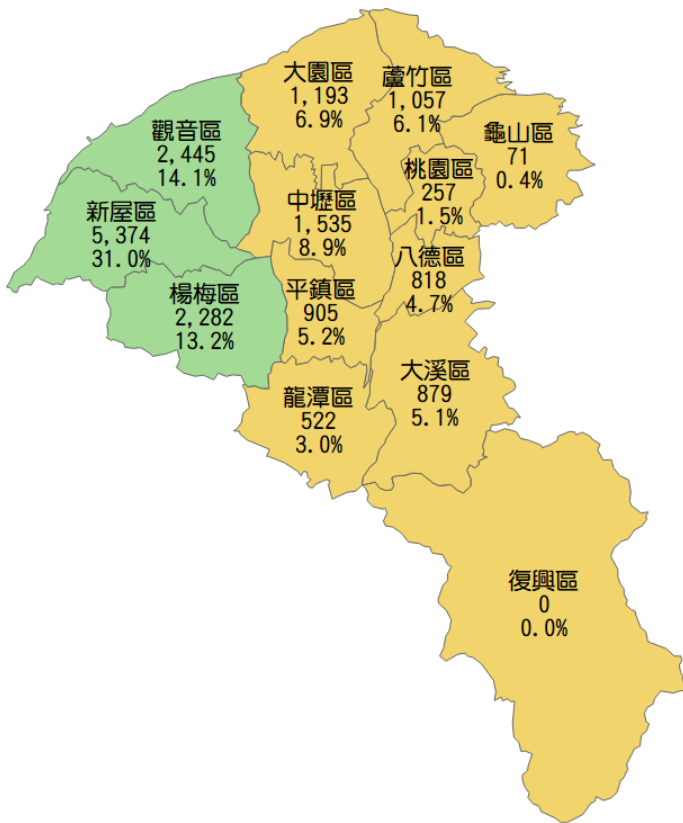 大園區
1,193
6.9%
蘆竹區
1,057
6.1%
龜山區
71
0.4%
觀音區
2,445
14.1%
桃園區
257
1.5%
新屋區
5,374
31.0%
中壢區
1,535
8.9%
八德區
818
4.7%
楊梅區
2,282
13.2%
平鎮區
905
5.2%
大溪區
879
5.1%
龍潭區
522
3.0%
復興區
0
0.0%